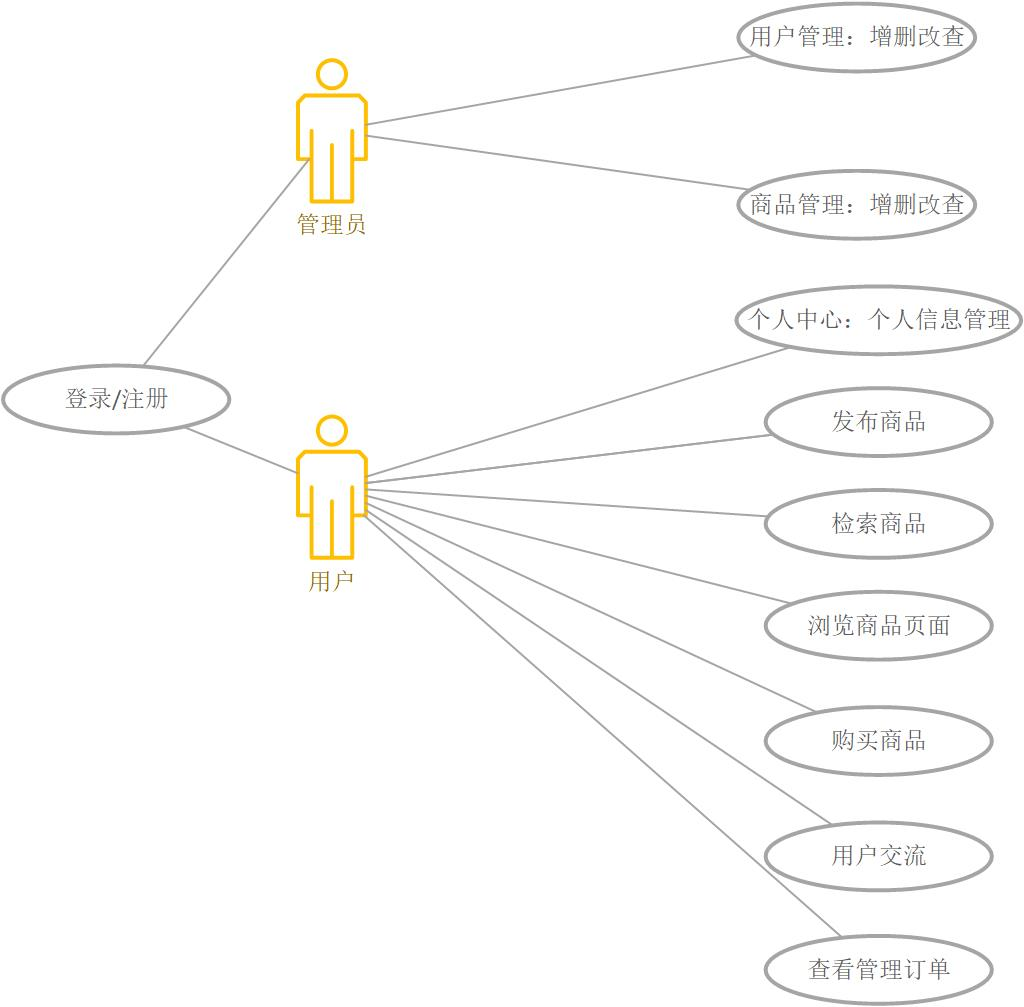 用户管理：增删改查
管理员
商品管理：增删改查
个人中心：个人信息管理
登录/注册
发布商品
检索商品
用户
浏览商品页面
购买商品
用户交流
查看管理订单